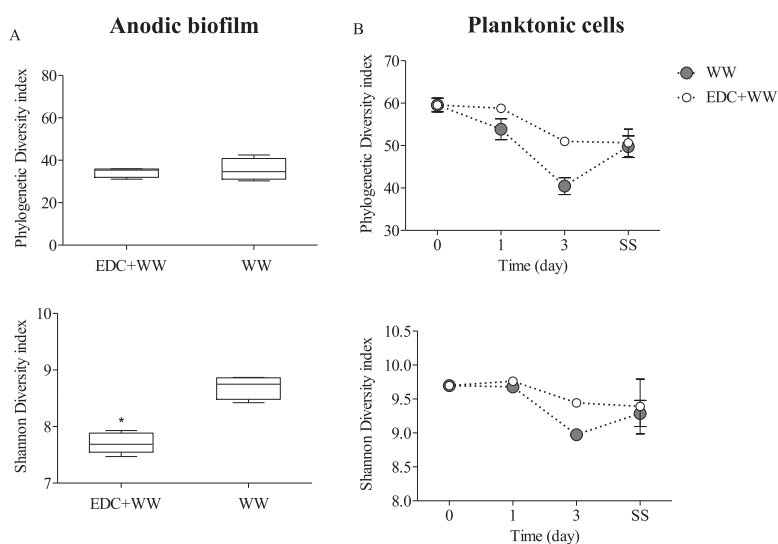 A
Anodic biofilm
Phylogenetic Diversity index
80
60
40
20
0
EDC+WW
WW
Shannon Diversity index
10
9
8
7
*
EDC+WW
WW
B
Planktonic cells
Phylogenetic Diversity index
70
60
50
40
30
0
1
3
SS
Time (day)
WW
EDC+WW
Shannon Diversity index
10.5
10.0
9.5
9.0
8.5
8.0
0
1
3
SS
Time (day)